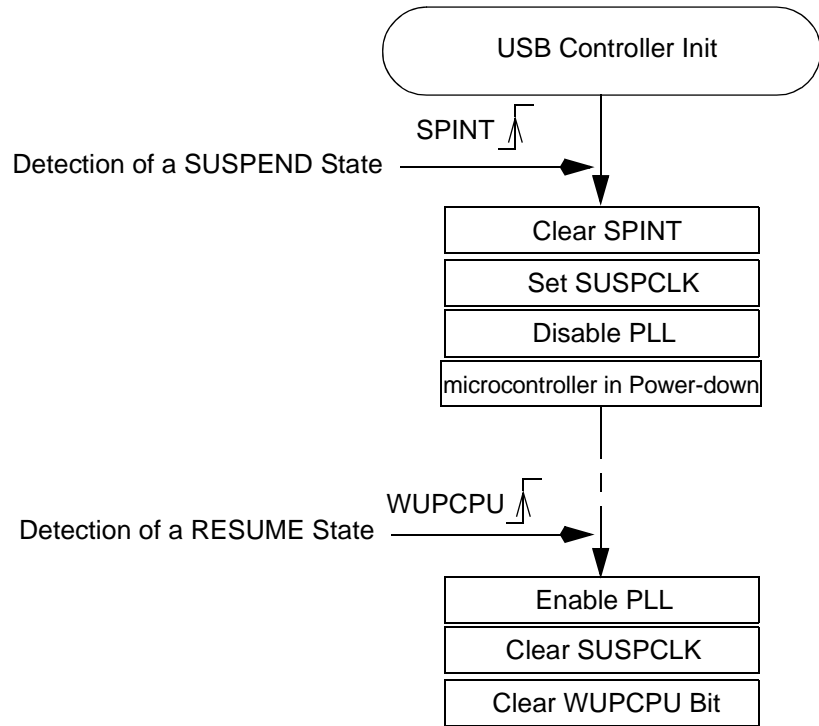 USB Controller Init
SPINT
Detection of a SUSPEND State
Clear SPINT
Set SUSPCLK
Disable PLL
microcontroller in Power-down
WUPCPU
Detection of a RESUME State
Enable PLL
Clear SUSPCLK
Clear WUPCPU Bit